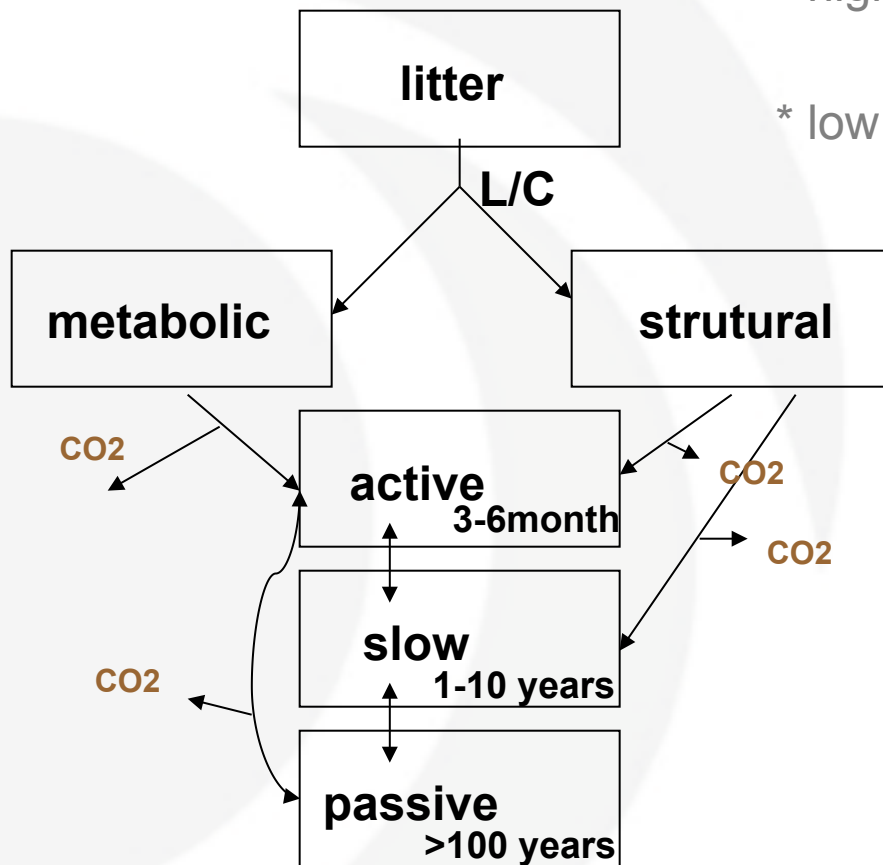 litter
* low
L/C
metabolic
strutural
CO2
active
3-6month
CO2
CO2
slow
1-10 years
CO2
passive
>100 years